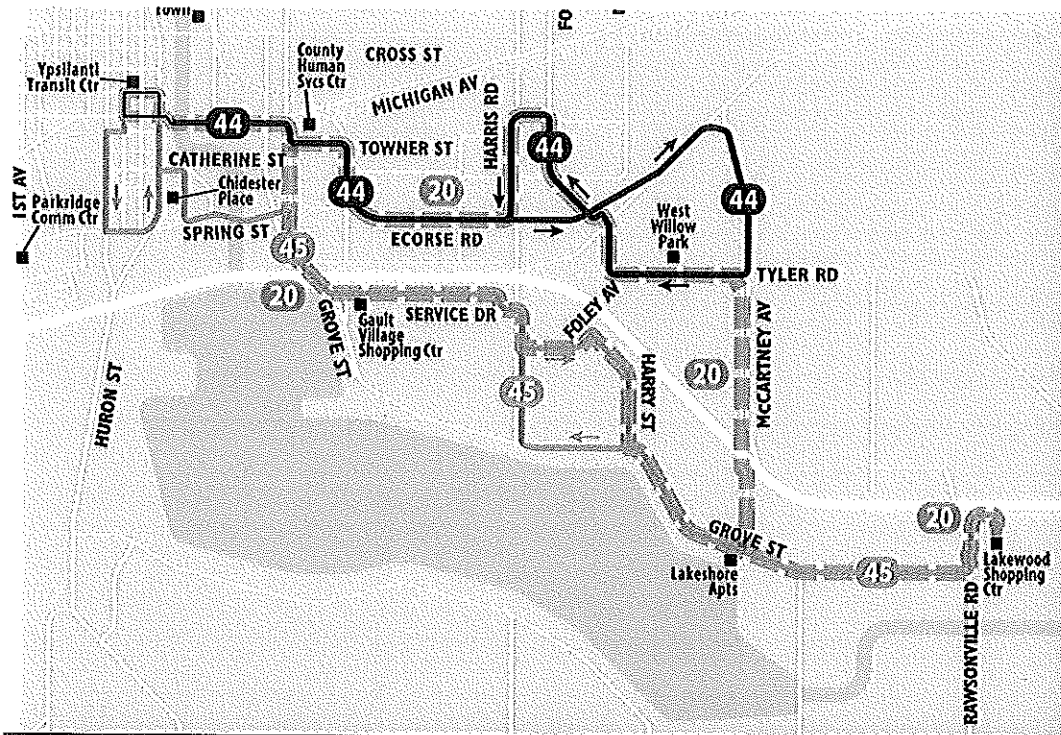 TOWN
FO
Ypsilanti
Transit Ctr
County
Human
Svcs Ctr
CROSS ST
MICHIGAN AV
HARRIS RD
44
44
TOWNER ST
CATHERINE ST
1ST AV
Parkridge
Comm Ctr
Chidester
Place
44
20
44
West
Willow
Park
SPRING ST
ECORSE RD
45
TYLER RD
20
GROVE ST
Gault
Village
Shopping Ctr
SERVICE DR
FOLEY AV
HURON ST
45
HARRY ST
20
McCARTNEY AV
20
GROVE ST
Lakeshore
Apts
45
Lakewood
Shopping
Ctr
RAWSONVILLE RD